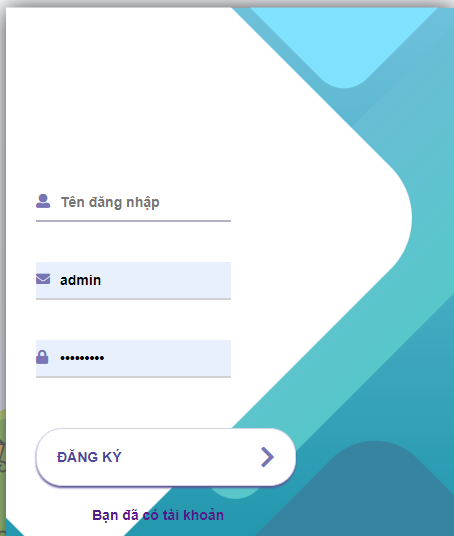 Tên đăng nhập
admin
•••••••••
ĐĂNG KÝ
Bạn đã có tài khoản